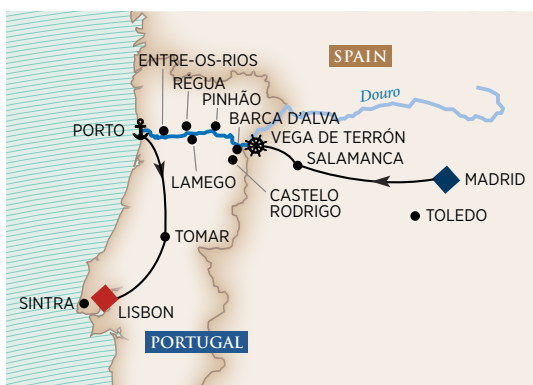 SPAIN
ENTRE-OS-RIOS
RÉGUA
PINHÃO
Douro
BARCA D'ALVA
PORTO
VEGA DE TERRÓN
SALAMANCA
LAMEGO
MADRID
CASTELO
RODRIGO
TOLEDO
TOMAR
SINTRA
LISBON
PORTUGAL